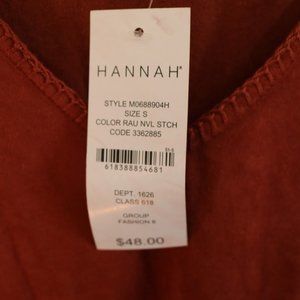 HANNAH®
STYLE M0688904H
SIZE S
COLOR RAU NVL STCH
CODE 3362885
618388854681
DEPT. 1626
CLASS 618
GROUP
FASHION 8
$48.00